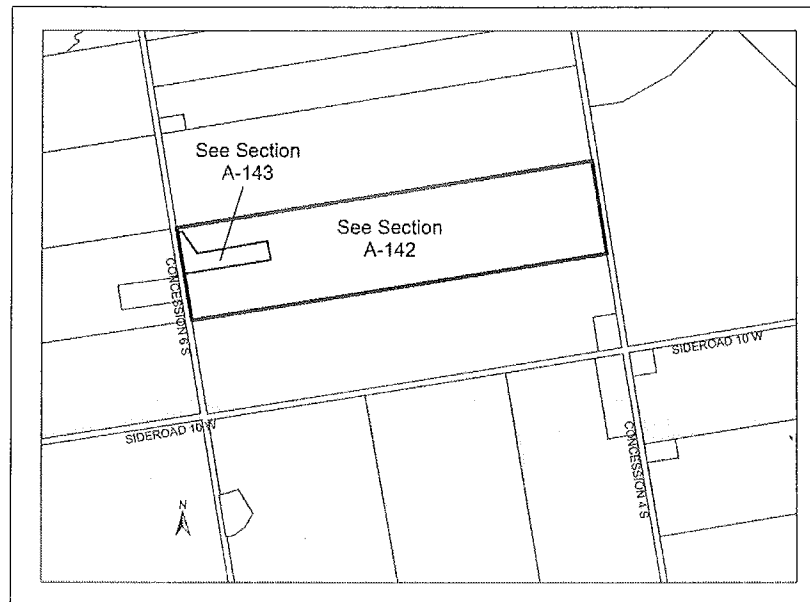 See Section
A-143
See Section
A-142
CONCESSION 6 S
SIDEROAD 10 W
SIDEROAD 10 W
CONCESSION 4 S
N